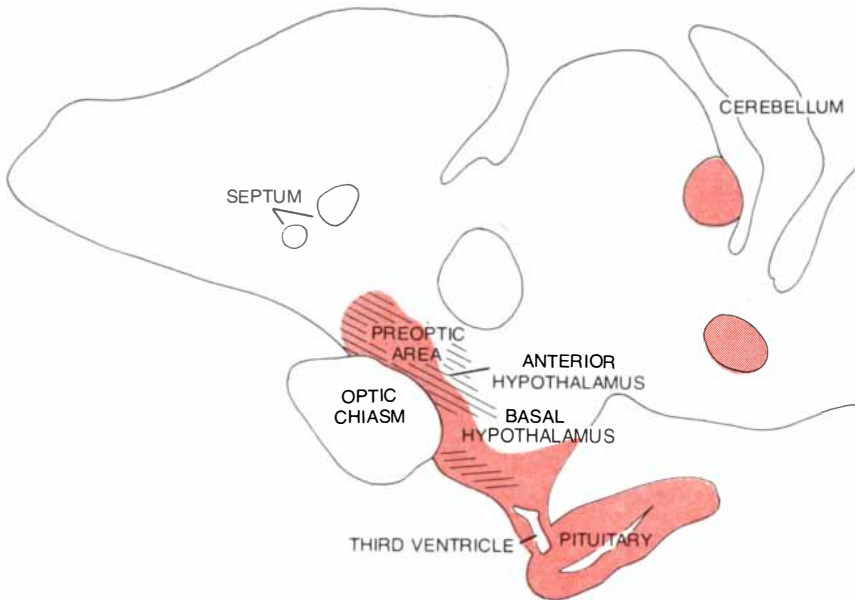 CEREBELLUM
SEPTUM
PREOPTIC
AREA
ANTERIOR
HYPOTHALAMUS
OPTIC
CHIASM
BASAL
HYPOTHALAMUS
THIRD VENTRICLE
PITUITARY